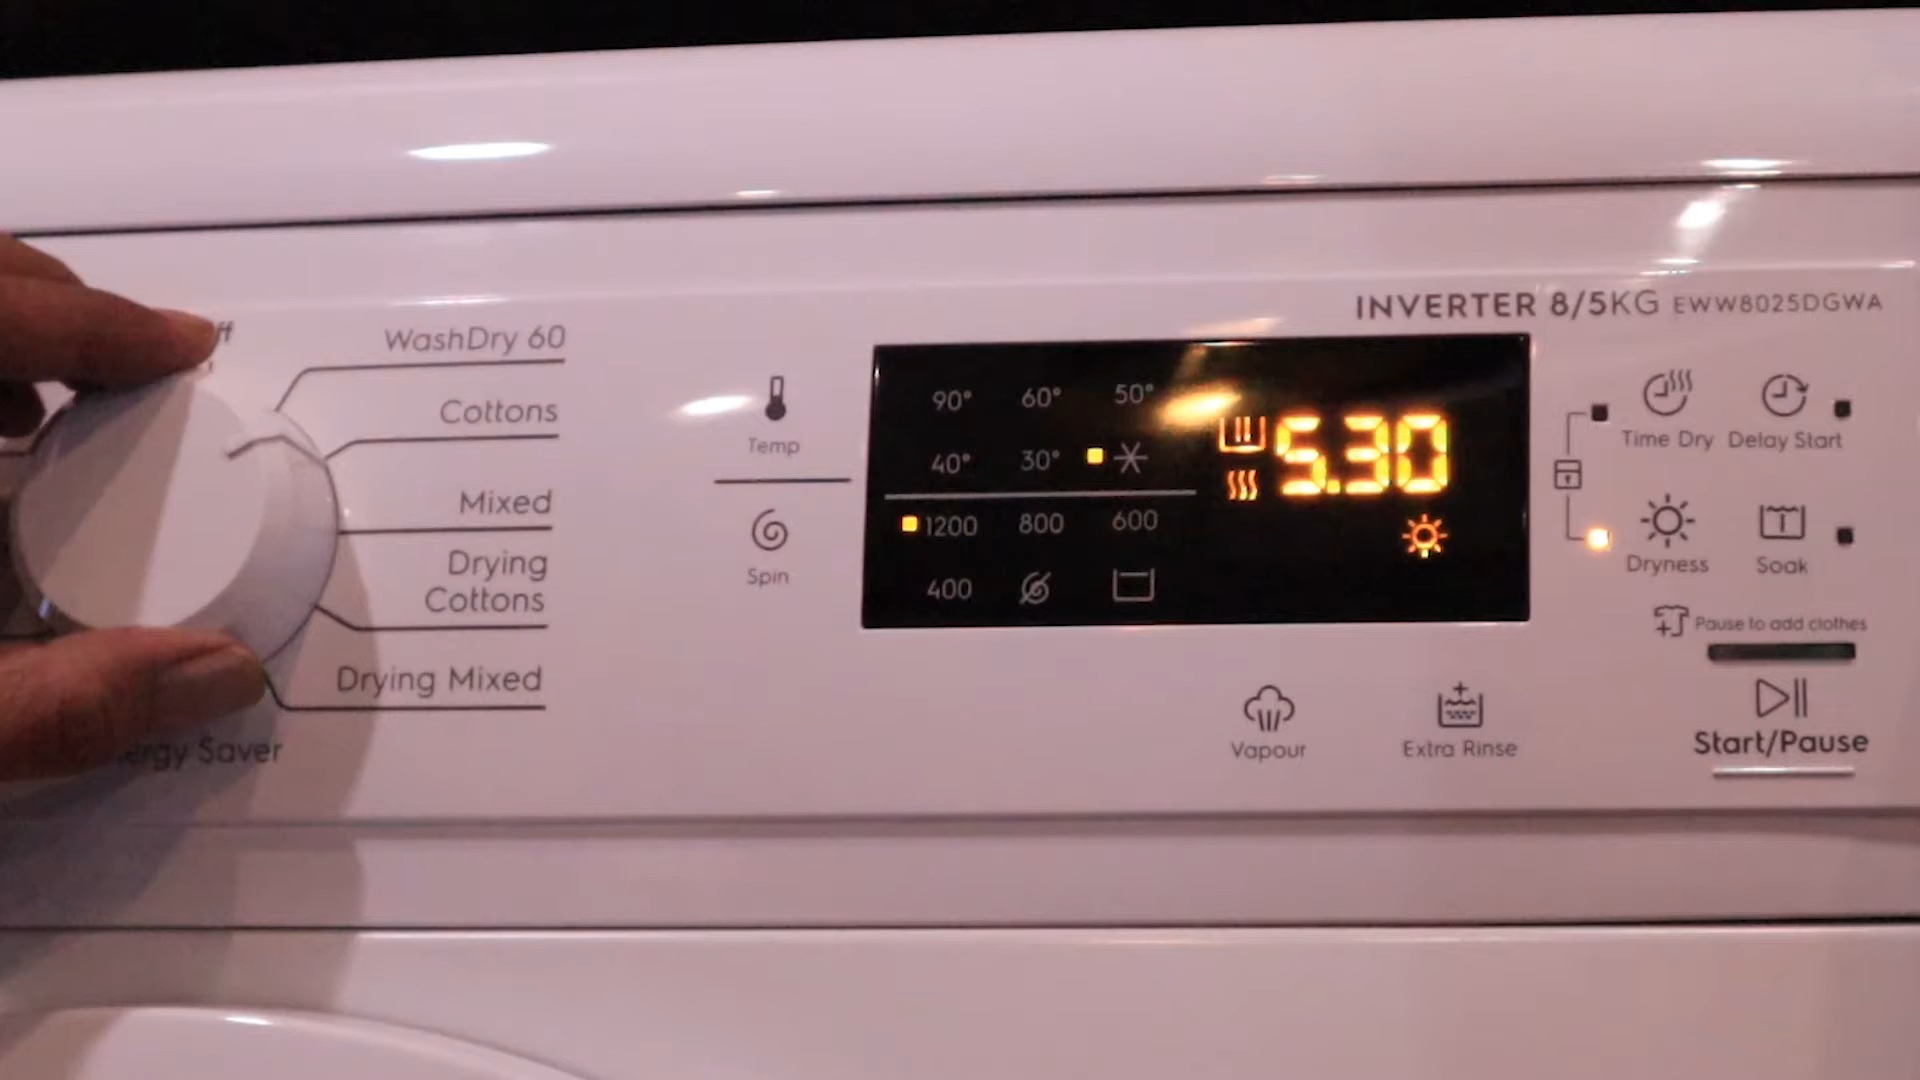 INVERTER 8/5KG EWW8025DGWA
WashDry 60
Cottons
Mixed
Drying
Cottons
Drying Mixed
Saver
Temp
Spin
90° 60° 50°
40° 30°
1200 800 600
400
5.30
Time Dry Delay Start
Dryness Soak
Pause to add clothes
Start/Pause
Vapour Extra Rinse